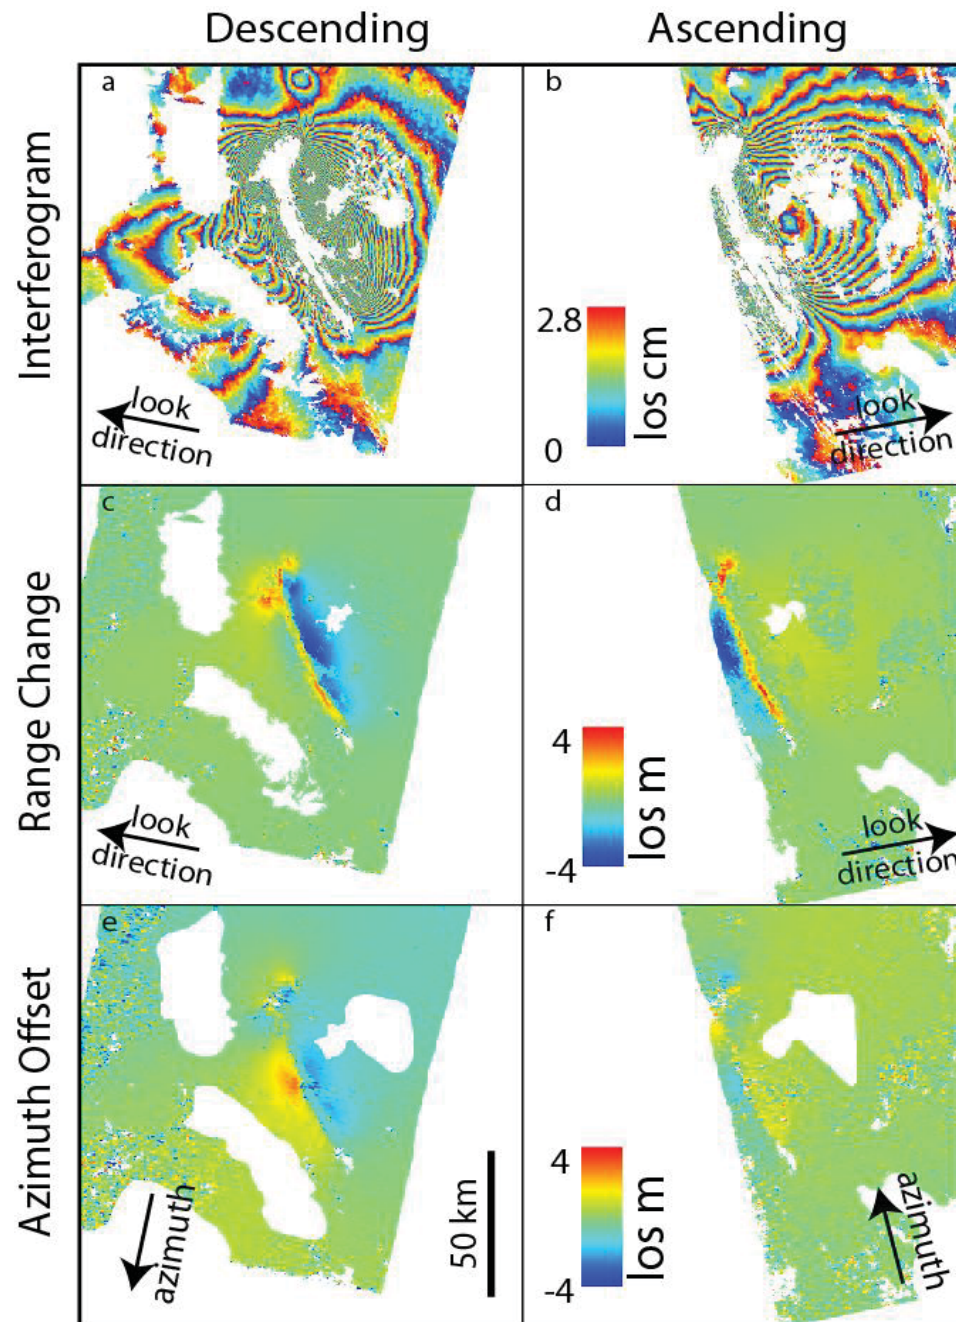 Descending
Ascending
Interferogram
a
b
look
direction
2.8
0
los cm
look
direction
Range Change
c
d
look
direction
4
-4
los m
look
direction
Azimuth Offset
e
f
azimuth
50 km
4
-4
los m
azimuth